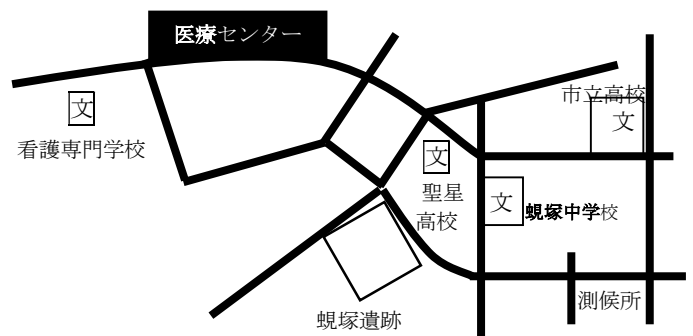 医療センター
市立高校
文
文
看護専門学校
文
聖星
高校
文
蜆塚中学校
測候所
蜆塚遺跡